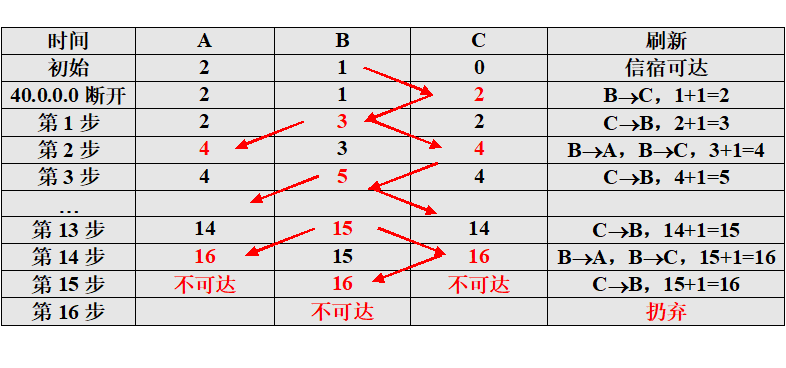 时间 A B C 刷新
初始 2 1 0 信宿可达
40.0.0.0 断开 2 1 2 B→C，1+1=2
第 1 步 2 3 2 C→B，2+1=3
第 2 步 4 3 4 B→A，B→C，3+1=4
第 3 步 4 5 4 C→B，4+1=5
…
第 13 步 14 15 14 C→B，14+1=15
第 14 步 16 15 16 B→A，B→C，15+1=16
第 15 步 不可达 16 不可达 C→B，15+1=16
第 16 步 不可达 扔弃